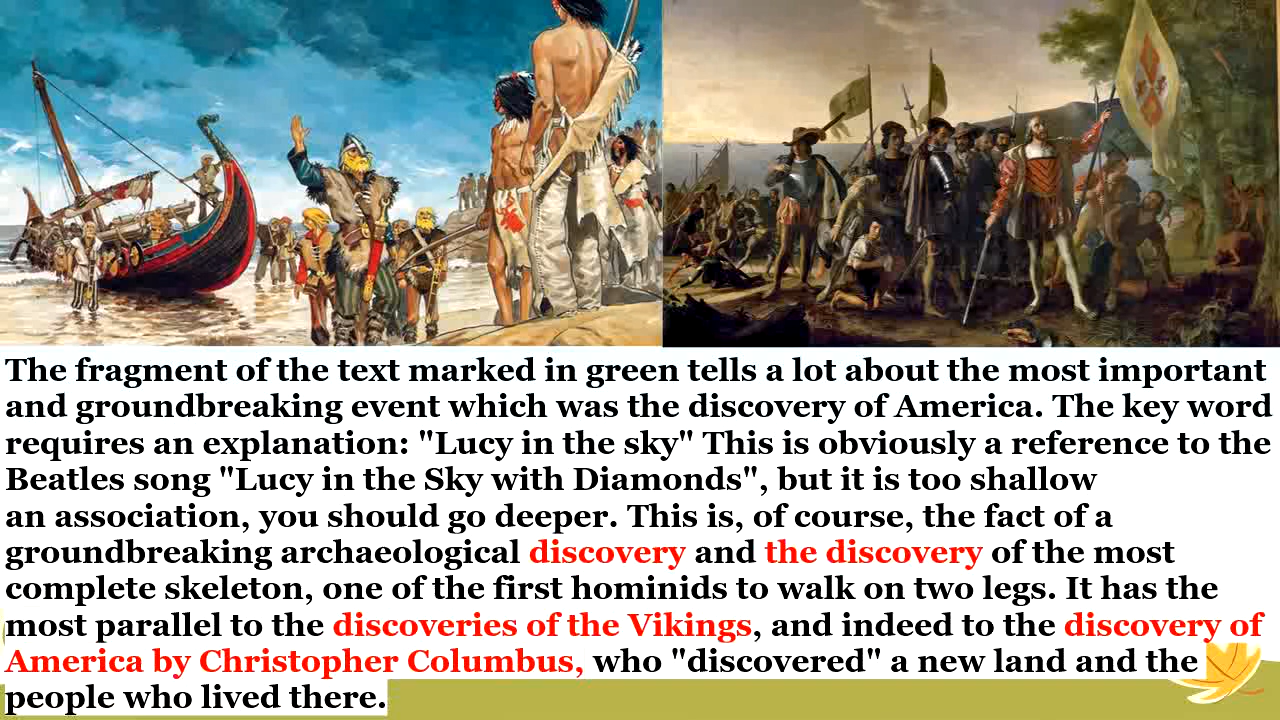 The fragment of the text marked in green tells a lot about the most important
and groundbreaking event which was the discovery of America. The key word
requires an explanation: "Lucy in the sky" This is obviously a reference to the
Beatles song "Lucy in the Sky with Diamonds", but it is too shallow
an association, you should go deeper. This is, of course, the fact of a
groundbreaking archaeological discovery and the discovery of the most
complete skeleton, one of the first hominids to walk on two legs. It has the
most parallel to the discoveries of the Vikings, and indeed to the discovery of
America by Christopher Columbus, who "discovered" a new land and the
people who lived there.